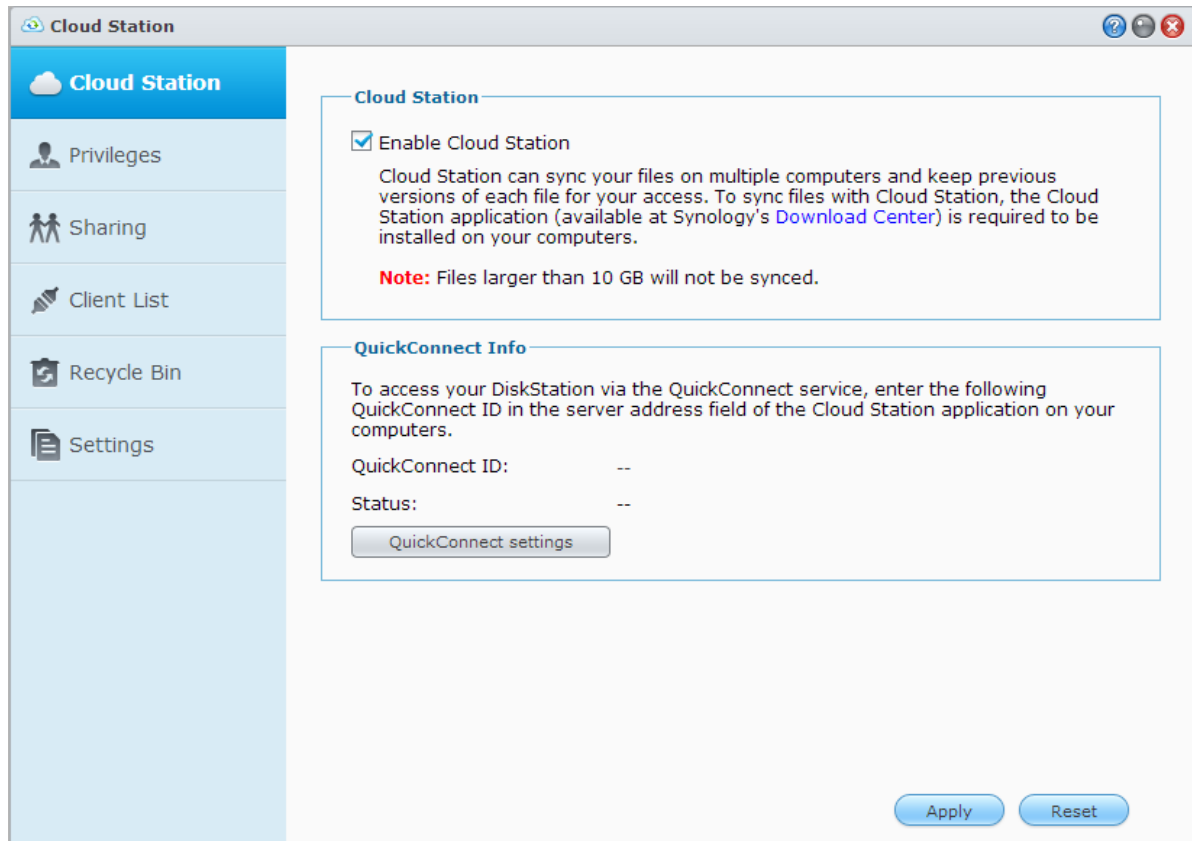 Cloud Station
Cloud Station
Privileges
Sharing
Client List
Recycle Bin
Settings
Cloud Station
Enable Cloud Station
Cloud Station can sync your files on multiple computers and keep previous
versions of each file for your access. To sync files with Cloud Station, the Cloud
Station application (available at Synology's Download Center) is required to be
installed on your computers.
Note: Files larger than 10 GB will not be synced.
QuickConnect Info
To access your DiskStation via the QuickConnect service, enter the following
QuickConnect ID in the server address field of the Cloud Station application on your
computers.
QuickConnect ID: --
Status: --
QuickConnect settings
Apply Reset